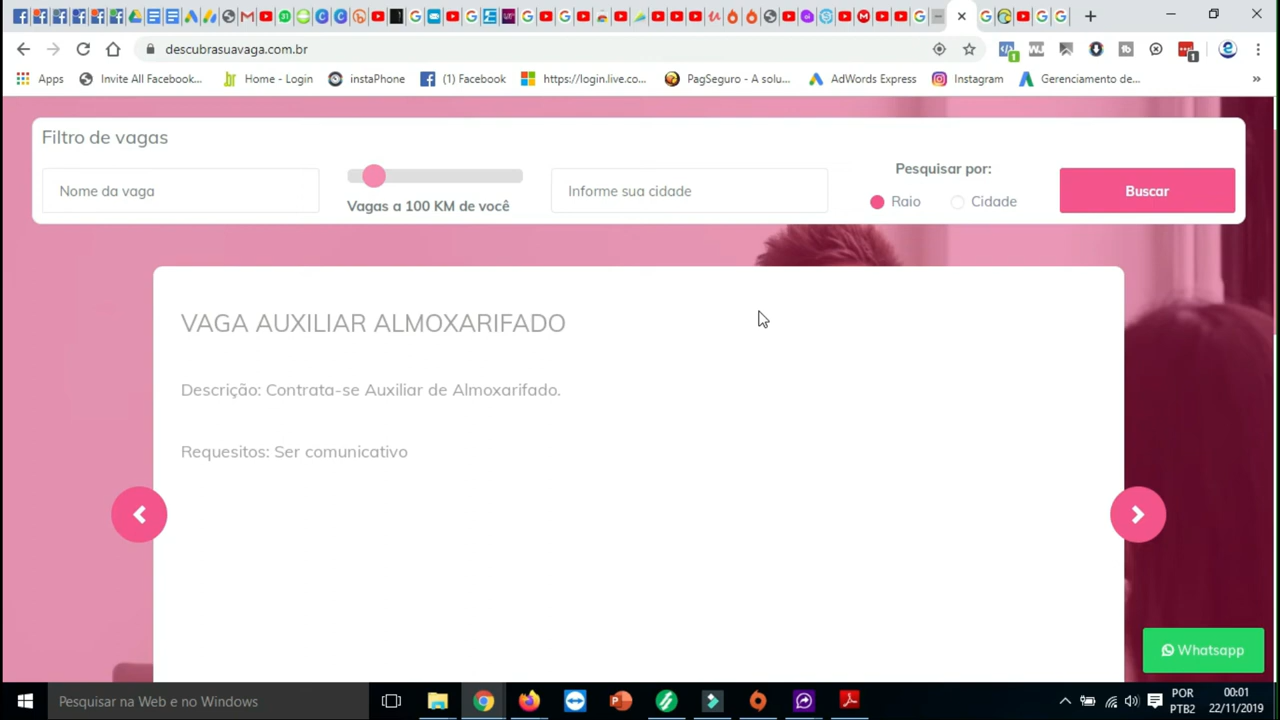 descubrasuavaga.com.br
Apps Invite All Facebook... Home - Login instaPhone (1) Facebook https://login.live.co... PagSeguro - A solu... AdWords Express Instagram Gerenciamento de... »
Filtro de vagas
Nome da vaga
Vagas a 100 KM de você
Informe sua cidade
Pesquisar por:
Raio Cidade
Buscar
VAGA AUXILIAR ALMOXARIFADO
Descrição: Contrata-se Auxiliar de Almoxarifado.
Requesitos: Ser comunicativo
Whatsapp
Pesquisar na Web e no Windows
POR
PTB2
00:01
22/11/2019